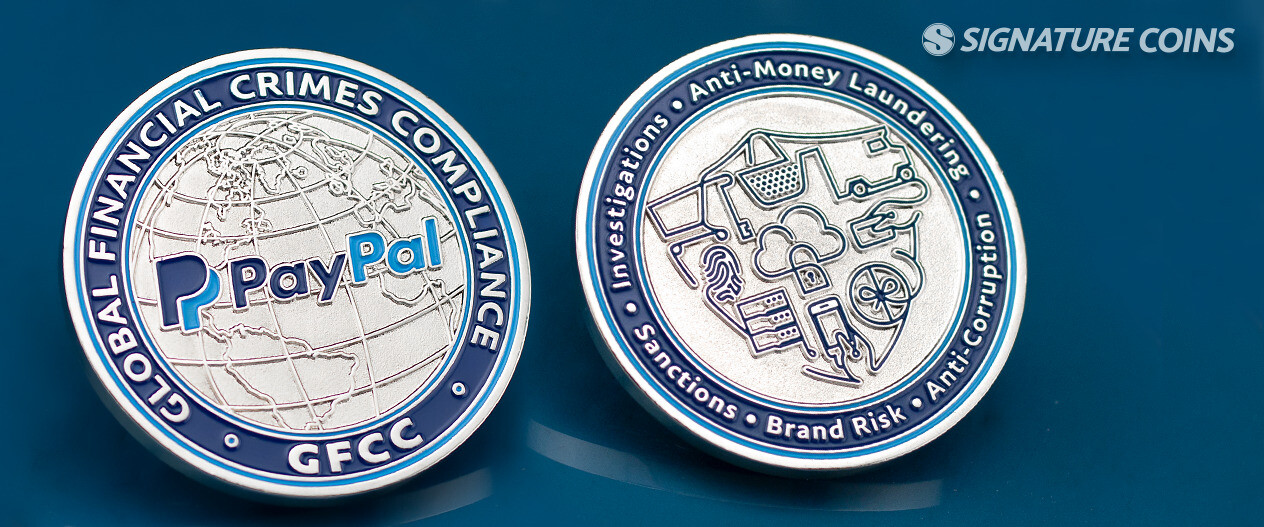 SIGNATURE COINS
GLOBAL FINANCIAL CRIMES COMPLIANCE
PayPal
GFCC
Investigations • Anti-Money Laundering • Anti-Corruption • Brand Risk • Sanctions •